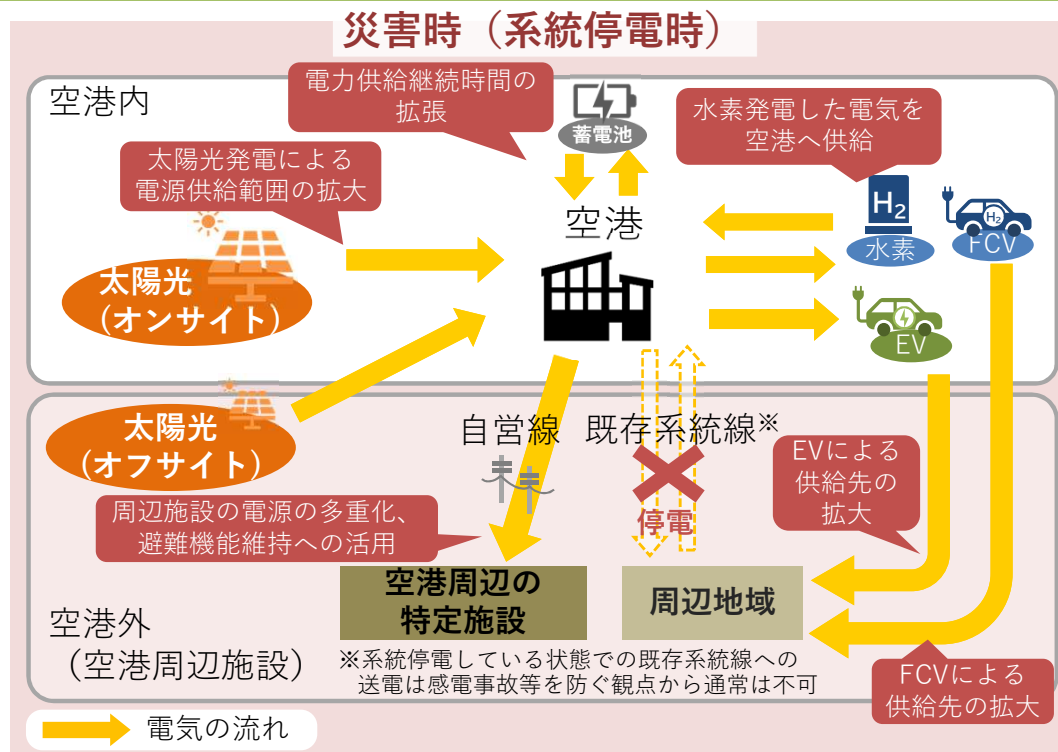 災害時（系統停電時）
空港内
電力供給継続時間の
拡張
蓄電池
水素発電した電気を
空港へ供給
太陽光発電による
電源供給範囲の拡大
空港
H₂
水素
H₂
FCV
太陽光
(オンサイト)
EV
太陽光
(オフサイト)
自営線
既存系統線※
停電
EVによる
供給先の
拡大
周辺施設の電源の多重化、
避難機能維持への活用
空港周辺の
特定施設
周辺地域
空港外
（空港周辺施設）
※系統停電している状態での既存系統線への
送電は感電事故等を防ぐ観点から通常は不可
FCVによる
供給先の拡大
電気の流れ